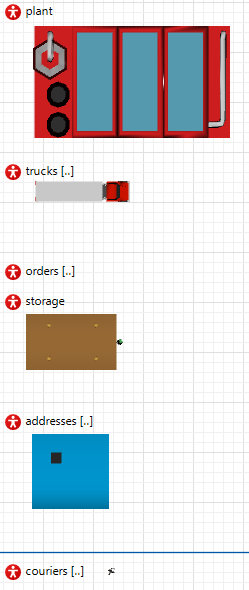 plant
trucks [..]
orders [..]
storage
addresses [..]
couriers [..]